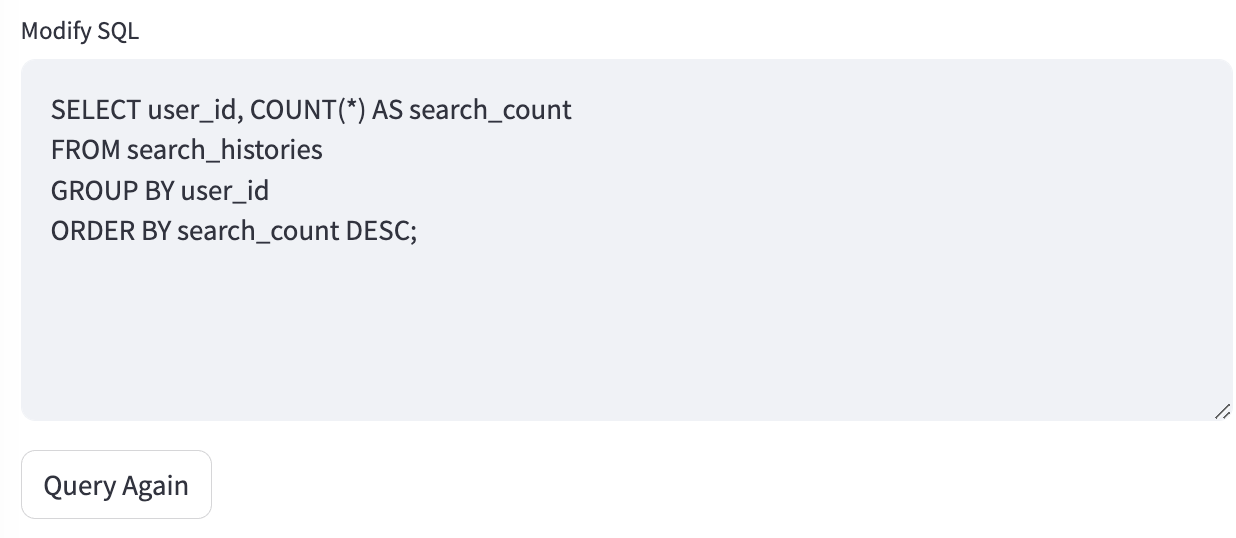 Modify SQL
SELECT user_id, COUNT(*) AS search_count
FROM search_histories
GROUP BY user_id
ORDER BY search_count DESC;
Query Again